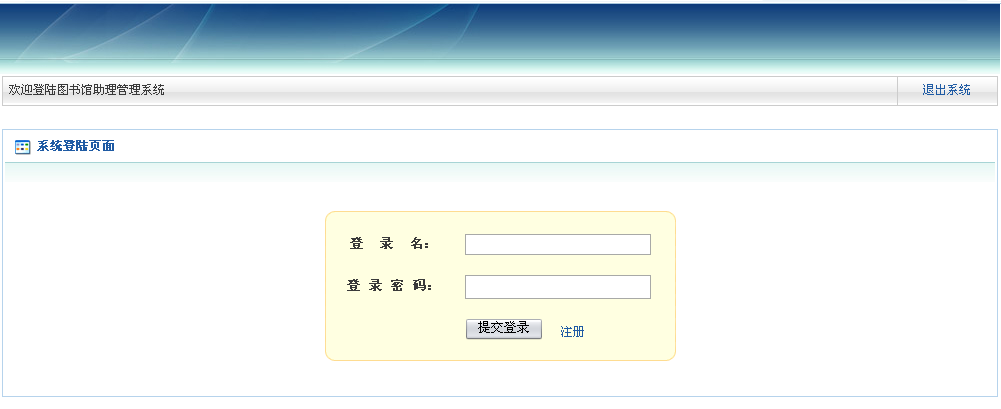 欢迎登陆图书馆助理管理系统 退出系统
系统登陆页面
登 录 名：
登 录 密 码：
提交登录 注册